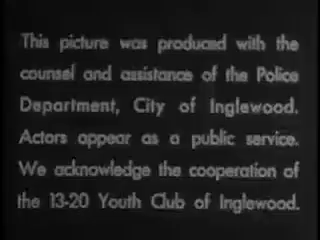 This picture was produced with the
counsel and assistance of the Police
Department, City of Inglewood.
Actors appear as a public service.
We acknowledge the cooperation of
the 13-20 Youth Club of Inglewood.